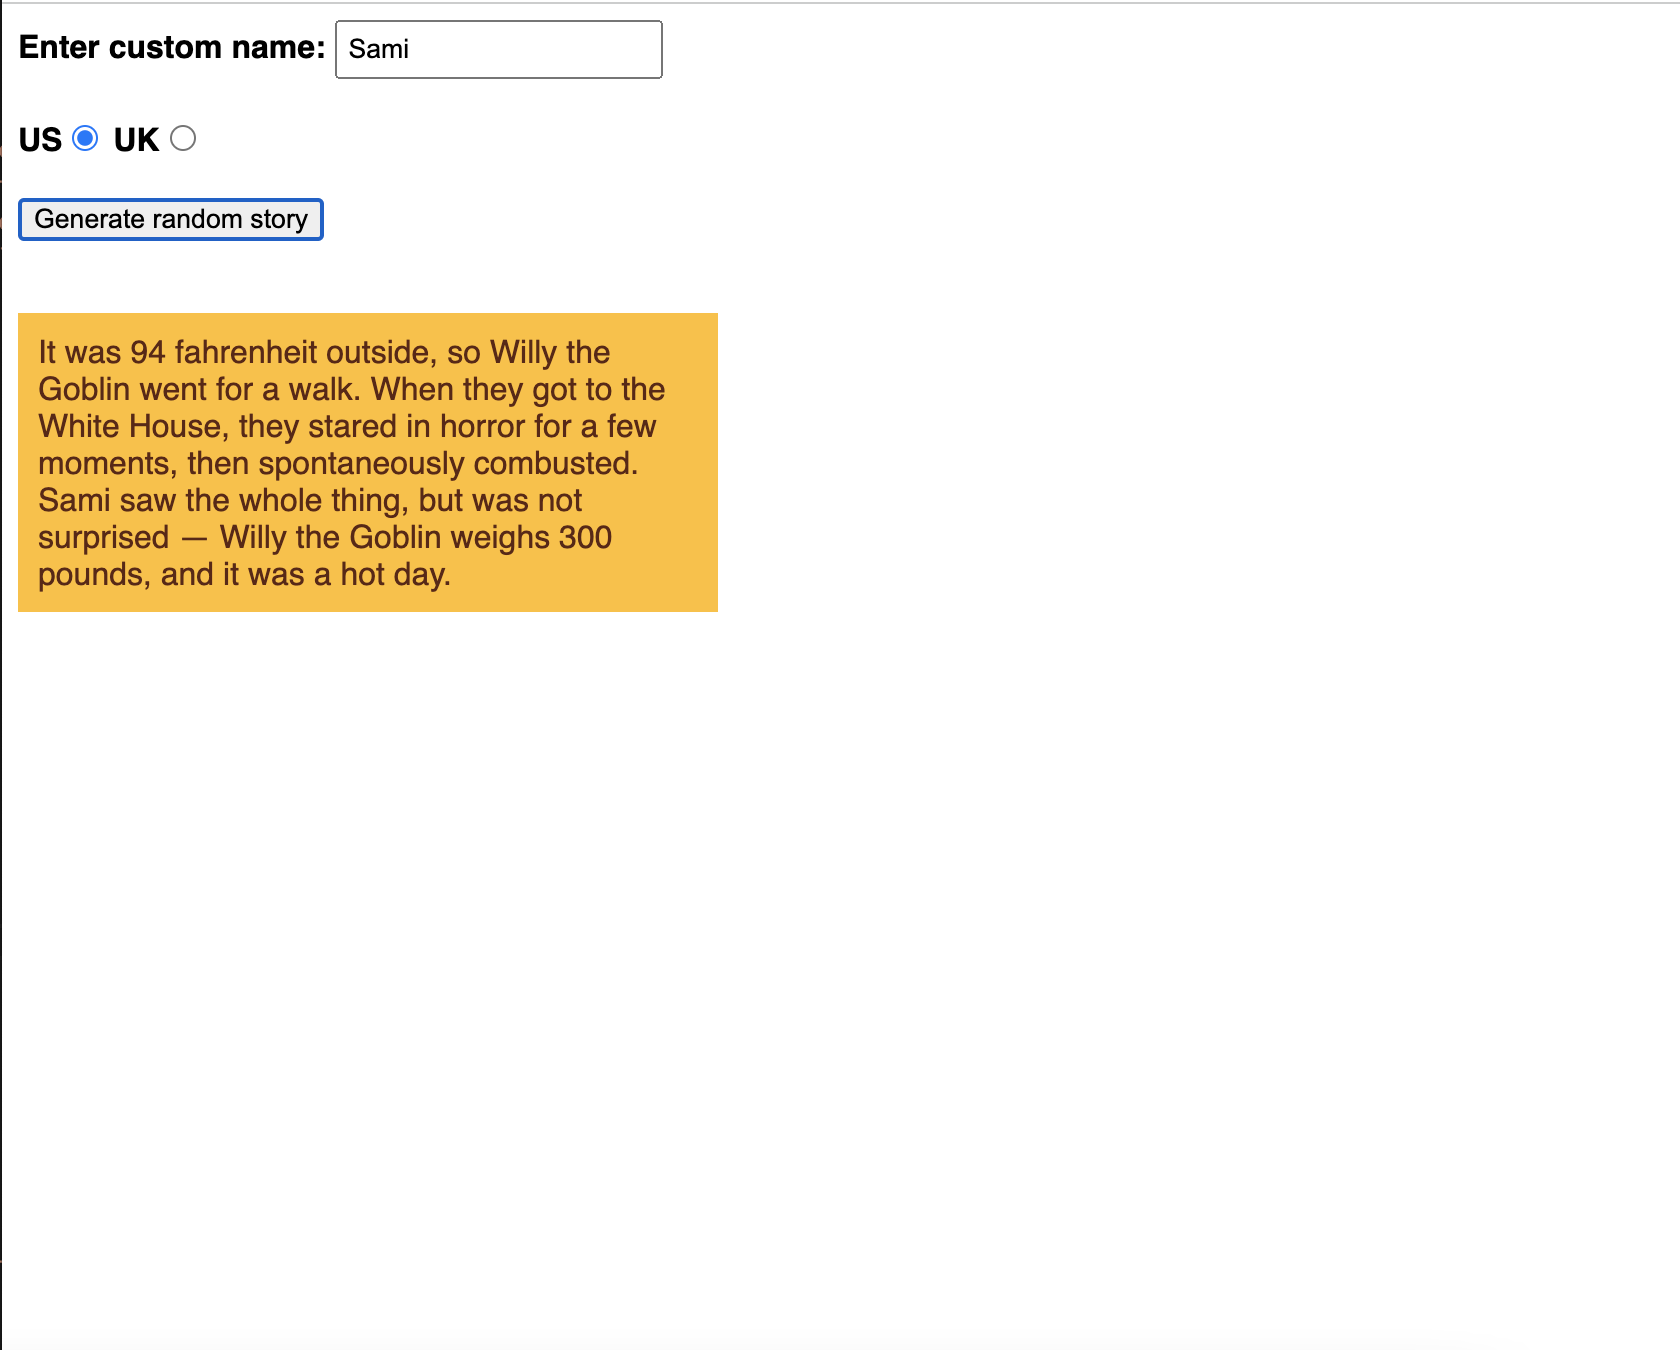 Enter custom name: Sami
US UK
Generate random story
It was 94 fahrenheit outside, so Willy the
Goblin went for a walk. When they got to the
White House, they stared in horror for a few
moments, then spontaneously combusted.
Sami saw the whole thing, but was not
surprised — Willy the Goblin weighs 300
pounds, and it was a hot day.